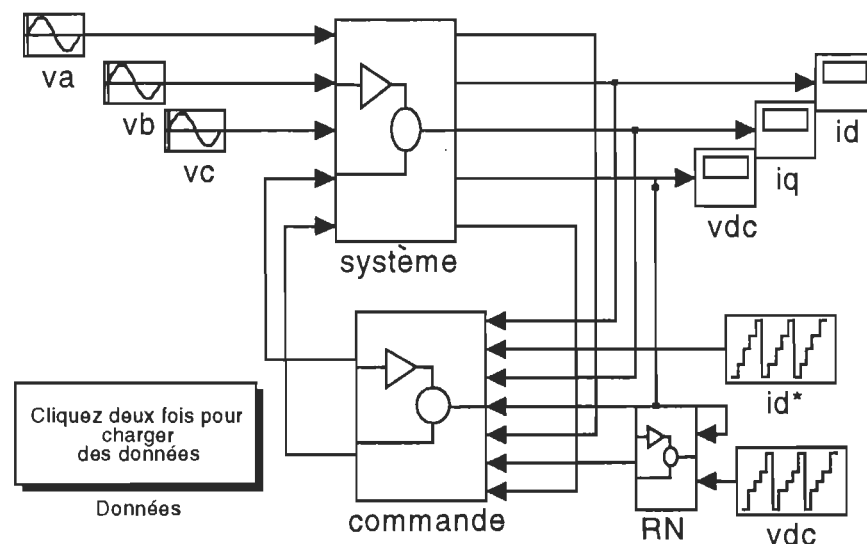 va
vb
vc
système
id
iq
vdc
id*
Cliquez deux fois pour
charger
des données
Données
commande
RN
vdc